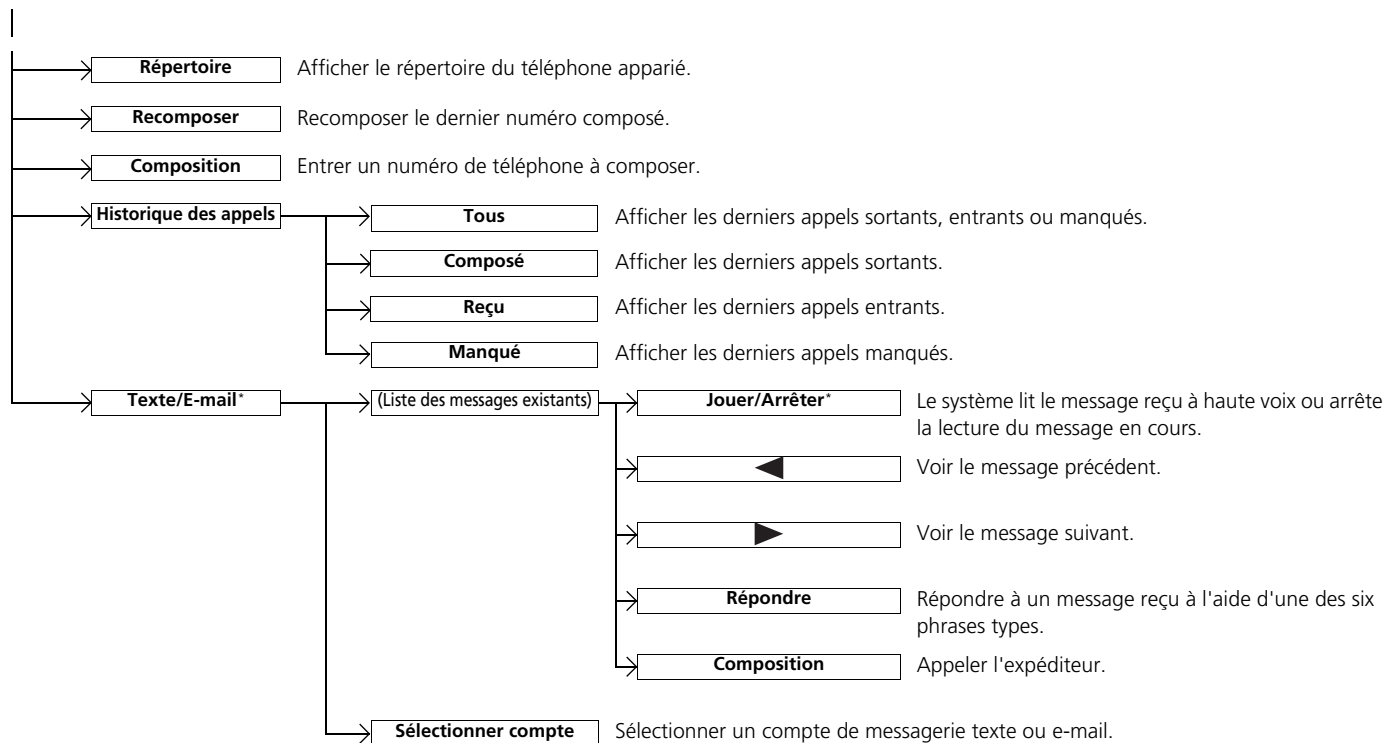 Répertoire Afficher le répertoire du téléphone apparié.
Recomposer Recomposer le dernier numéro composé.
Composition Entrer un numéro de téléphone à composer.
Historique des appels Tous Afficher les derniers appels sortants, entrants ou manqués.
Composé Afficher les derniers appels sortants.
Reçu Afficher les derniers appels entrants.
Manqué Afficher les derniers appels manqués.
Texte/E-mail* (Liste des messages existants) Jouer/Arrêter* Le système lit le message reçu à haute voix ou arrête
la lecture du message en cours.
Voir le message précédent.
Voir le message suivant.
Répondre Répondre à un message reçu à l'aide d'une des six
phrases types.
Composition Appeler l'expéditeur.
Sélectionner compte Sélectionner un compte de messagerie texte ou e-mail.